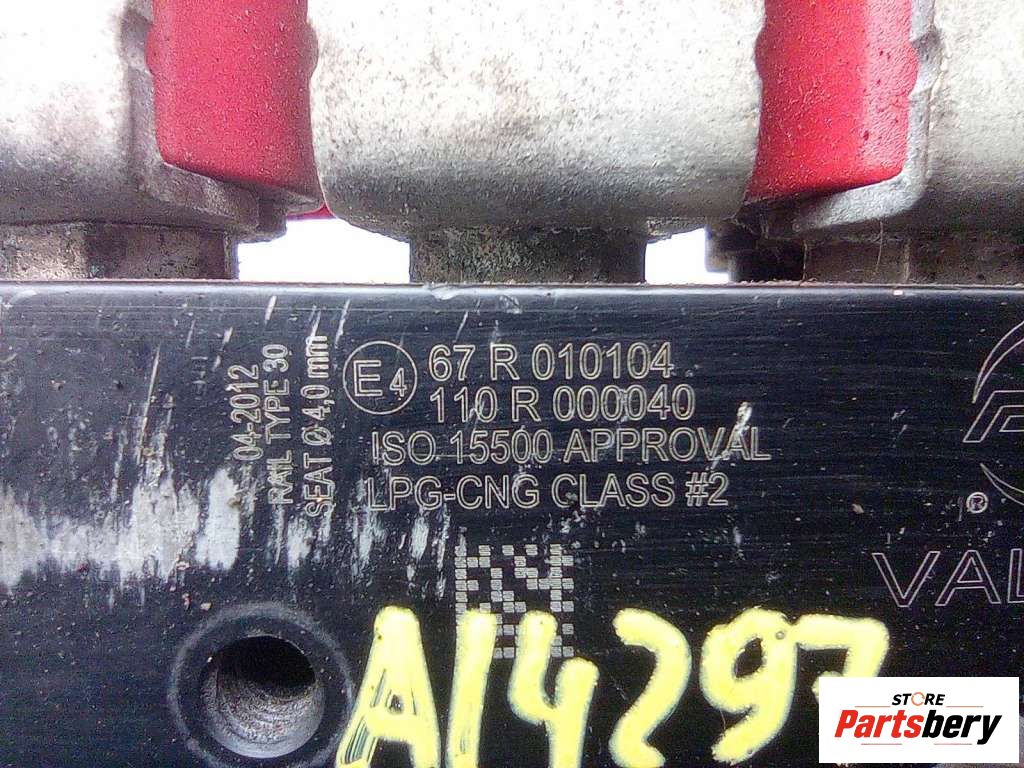 04-2012
RAIL TYPE 30
SEAT Ø 4,0 mm
E4
67 R 010104
110 R 000040
ISO 15500 APPROVAL
LPG-CNG CLASS #2
®
VAL
A14297
STORE
Partsbery